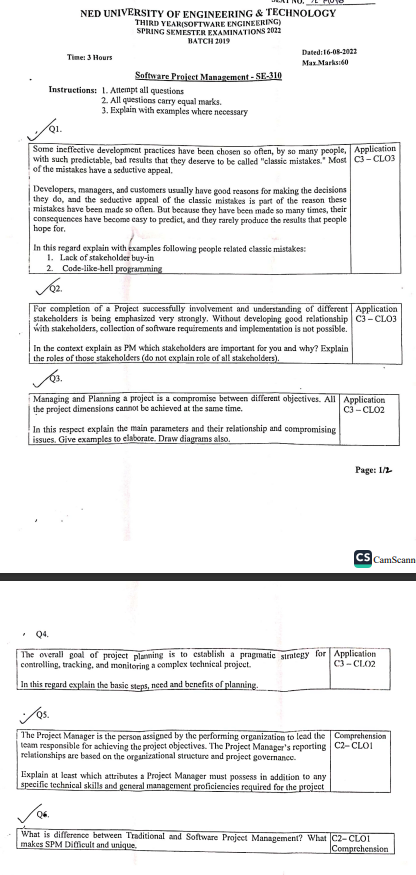 NED UNIVERSITY OF ENGINEERING & TECHNOLOGY
THIRD YEAR(SOFTWARE ENGINEERING)
SPRING SEMESTER EXAMINATIONS 2022
BATCH 2019
Dated:16-08-2022
Time: 3 Hours
Max.Marks:60
Software Project Management - SE-310
Instructions: 1. Attempt all questions
2. All questions carry equal marks.
3. Explain with examples where necessary
Q1.
Some ineffective development practices have been chosen so often, by so many people,
with such predictable, bad results that they deserve to be called "classic mistakes." Most
of the mistakes have a seductive appeal.
Application
C3 – CLO3
Developers, managers, and customers usually have good reasons for making the decisions
they do, and the seductive appeal of the classic mistakes is part of the reason these
mistakes have been made so often. But because they have been made so many times, their
consequences have become easy to predict, and they rarely produce the results that people
hope for.
In this regard explain with examples following people related classic mistakes:
1. Lack of stakeholder buy-in
2. Code-like-hell programming
Q2.
For completion of a Project successfully involvement and understanding of different
stakeholders is being emphasized very strongly. Without developing good relationship
with stakeholders, collection of software requirements and implementation is not possible.
Application
C3 – CLO3
In the context explain as PM which stakeholders are important for you and why? Explain
the roles of those stakeholders (do not explain role of all stakeholders).
Q3.
Managing and Planning a project is a compromise between different objectives. All
the project dimensions cannot be achieved at the same time.
Application
C3 – CLO2
In this respect explain the main parameters and their relationship and compromising
issues. Give examples to elaborate. Draw diagrams also.
Page: 1/2
CS CamScann
Q4.
The overall goal of project planning is to establish a pragmatic strategy for
controlling, tracking, and monitoring a complex technical project.
Application
C3 – CLO2
In this regard explain the basic steps, need and benefits of planning.
Q5.
The Project Manager is the person assigned by the performing organization to lead the
team responsible for achieving the project objectives. The Project Manager's reporting
relationships are based on the organizational structure and project governance.
Comprehension
C2– CLO1
Explain at least which attributes a Project Manager must possess in addition to any
specific technical skills and general management proficiencies required for the project
Q6.
What is difference between Traditional and Software Project Management? What
makes SPM Difficult and unique.
C2– CLO1
Comprehension